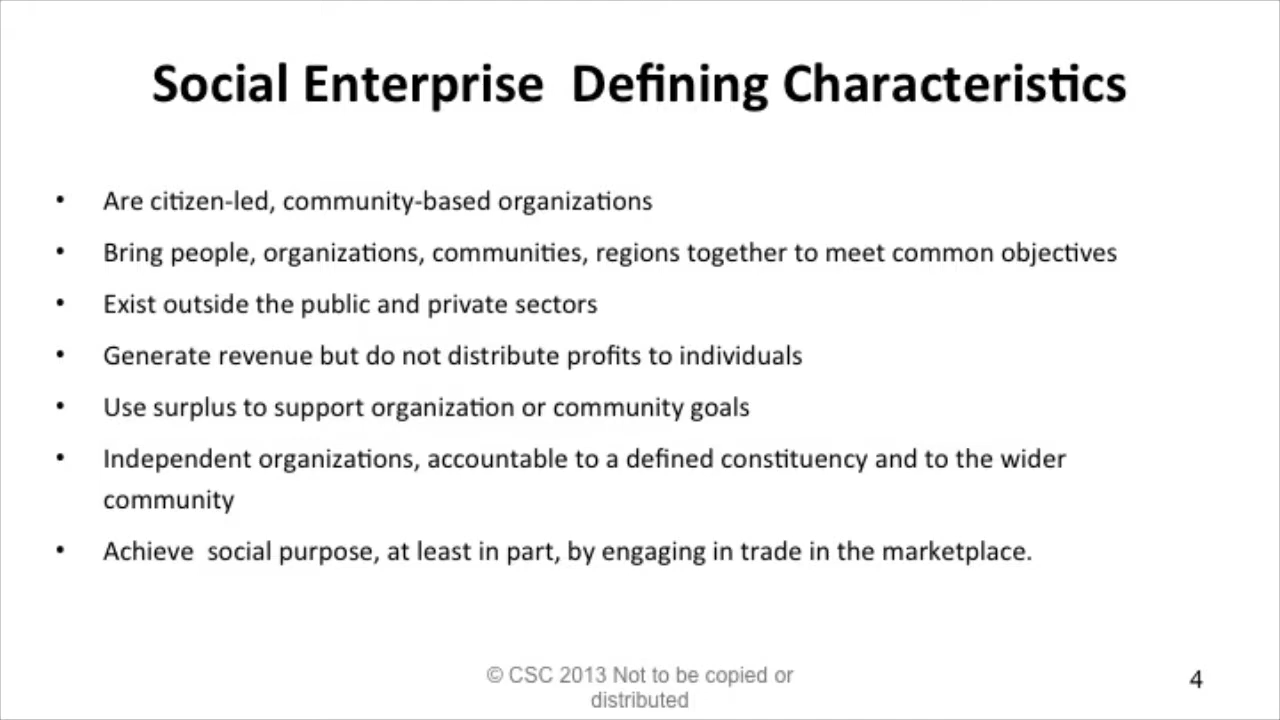 Social Enterprise  Defining Characteristics
• Are citizen-led, community-based organizations
• Bring people, organizations, communities, regions together to meet common objectives
• Exist outside the public and private sectors
• Generate revenue but do not distribute profits to individuals
• Use surplus to support organization or community goals
• Independent organizations, accountable to a defined constituency and to the wider
community
• Achieve  social purpose, at least in part, by engaging in trade in the marketplace.
© CSC 2013 Not to be copied or
distributed
4